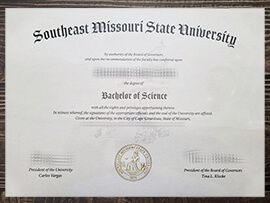 Southeast Missouri State University
by authority of the Board of Governors
and upon the recommendation of the faculty has conferred upon
the degree of
Bachelor of Science
with all the rights and privileges appertaining thereto.
In witness whereof, the signatures of the appropriate officials and the seal of the University are affixed.
Given at the University, in the City of Cape Girardeau, State of Missouri,
President of the University
Carlos Vargas
President of the Board of Governors
Tina L. Klocke